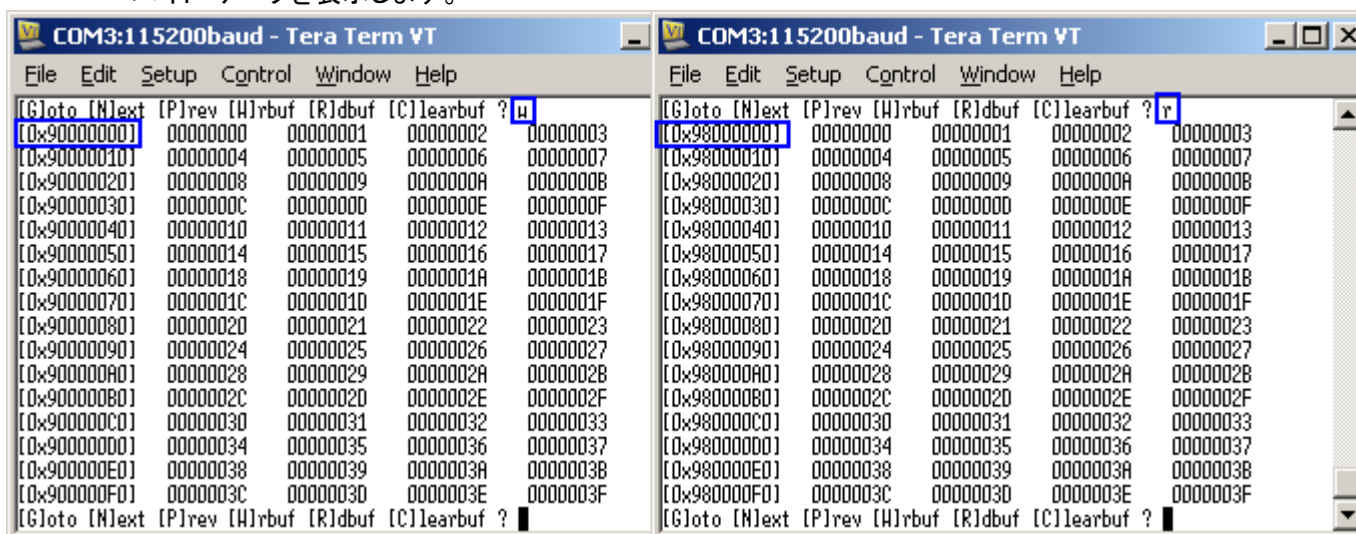 データを表示します。
COM3:115200baud - Tera Term VT
File Edit Setup Control Window Help
[G]oto [N]ext [P]rev [W]rbuf [R]dbuf [C]learbuf ? w
[0x90000000] 00000000 00000001 00000002 00000003
[0x90000010] 00000004 00000005 00000006 00000007
[0x90000020] 00000008 00000009 0000000A 0000000B
[0x90000030] 0000000C 0000000D 0000000E 0000000F
[0x90000040] 00000010 00000011 00000012 00000013
[0x90000050] 00000014 00000015 00000016 00000017
[0x90000060] 00000018 00000019 0000001A 0000001B
[0x90000070] 0000001C 0000001D 0000001E 0000001F
[0x90000080] 00000020 00000021 00000022 00000023
[0x90000090] 00000024 00000025 00000026 00000027
[0x900000A0] 00000028 00000029 0000002A 0000002B
[0x900000B0] 0000002C 0000002D 0000002E 0000002F
[0x900000C0] 00000030 00000031 00000032 00000033
[0x900000D0] 00000034 00000035 00000036 00000037
[0x900000E0] 00000038 00000039 0000003A 0000003B
[0x900000F0] 0000003C 0000003D 0000003E 0000003F
[G]oto [N]ext [P]rev [W]rbuf [R]dbuf [C]learbuf ?
COM3:115200baud - Tera Term VT
File Edit Setup Control Window Help
[G]oto [N]ext [P]rev [W]rbuf [R]dbuf [C]learbuf ? r
[0x98000000] 00000000 00000001 00000002 00000003
[0x98000010] 00000004 00000005 00000006 00000007
[0x98000020] 00000008 00000009 0000000A 0000000B
[0x98000030] 0000000C 0000000D 0000000E 0000000F
[0x98000040] 00000010 00000011 00000012 00000013
[0x98000050] 00000014 00000015 00000016 00000017
[0x98000060] 00000018 00000019 0000001A 0000001B
[0x98000070] 0000001C 0000001D 0000001E 0000001F
[0x98000080] 00000020 00000021 00000022 00000023
[0x98000090] 00000024 00000025 00000026 00000027
[0x980000A0] 00000028 00000029 0000002A 0000002B
[0x980000B0] 0000002C 0000002D 0000002E 0000002F
[0x980000C0] 00000030 00000031 00000032 00000033
[0x980000D0] 00000034 00000035 00000036 00000037
[0x980000E0] 00000038 00000039 0000003A 0000003B
[0x980000F0] 0000003C 0000003D 0000003E 0000003F
[G]oto [N]ext [P]rev [W]rbuf [R]dbuf [C]learbuf ?